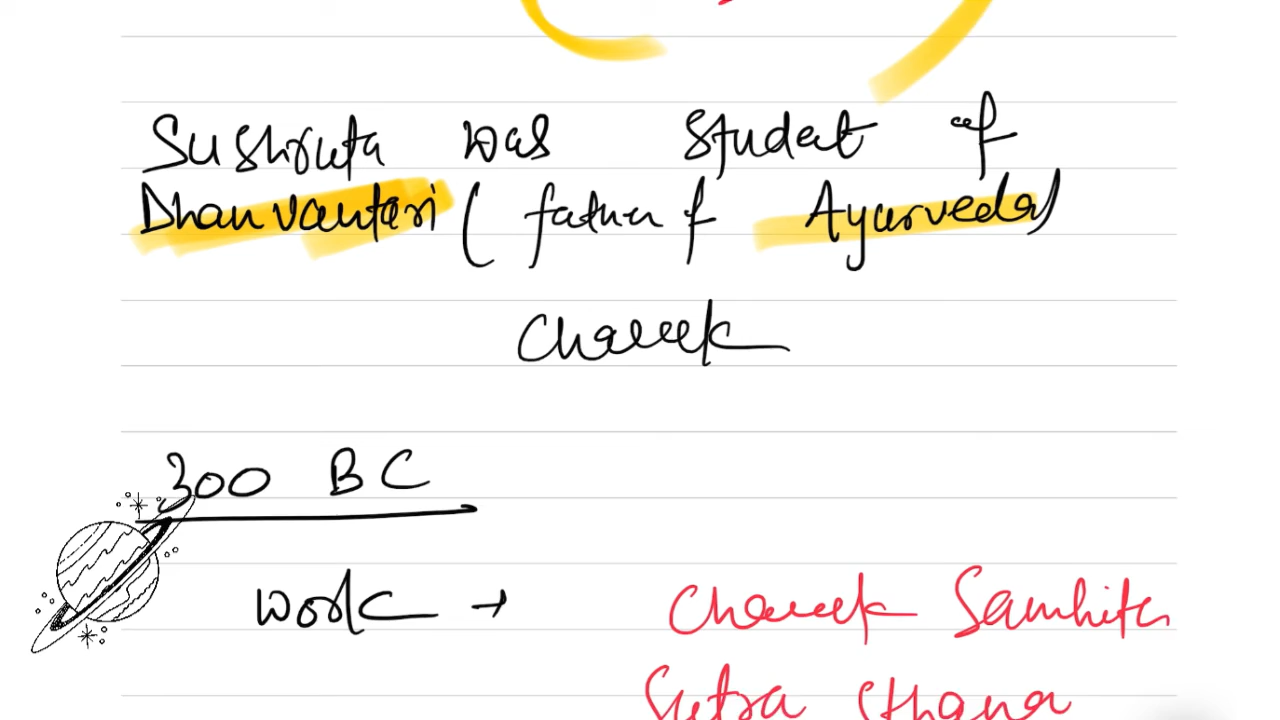 Sushruta was student of
Dhanvantari ( father of Ayurveda)
Charak
300 BC
work →
Charak Samhita
Sutra Sthana